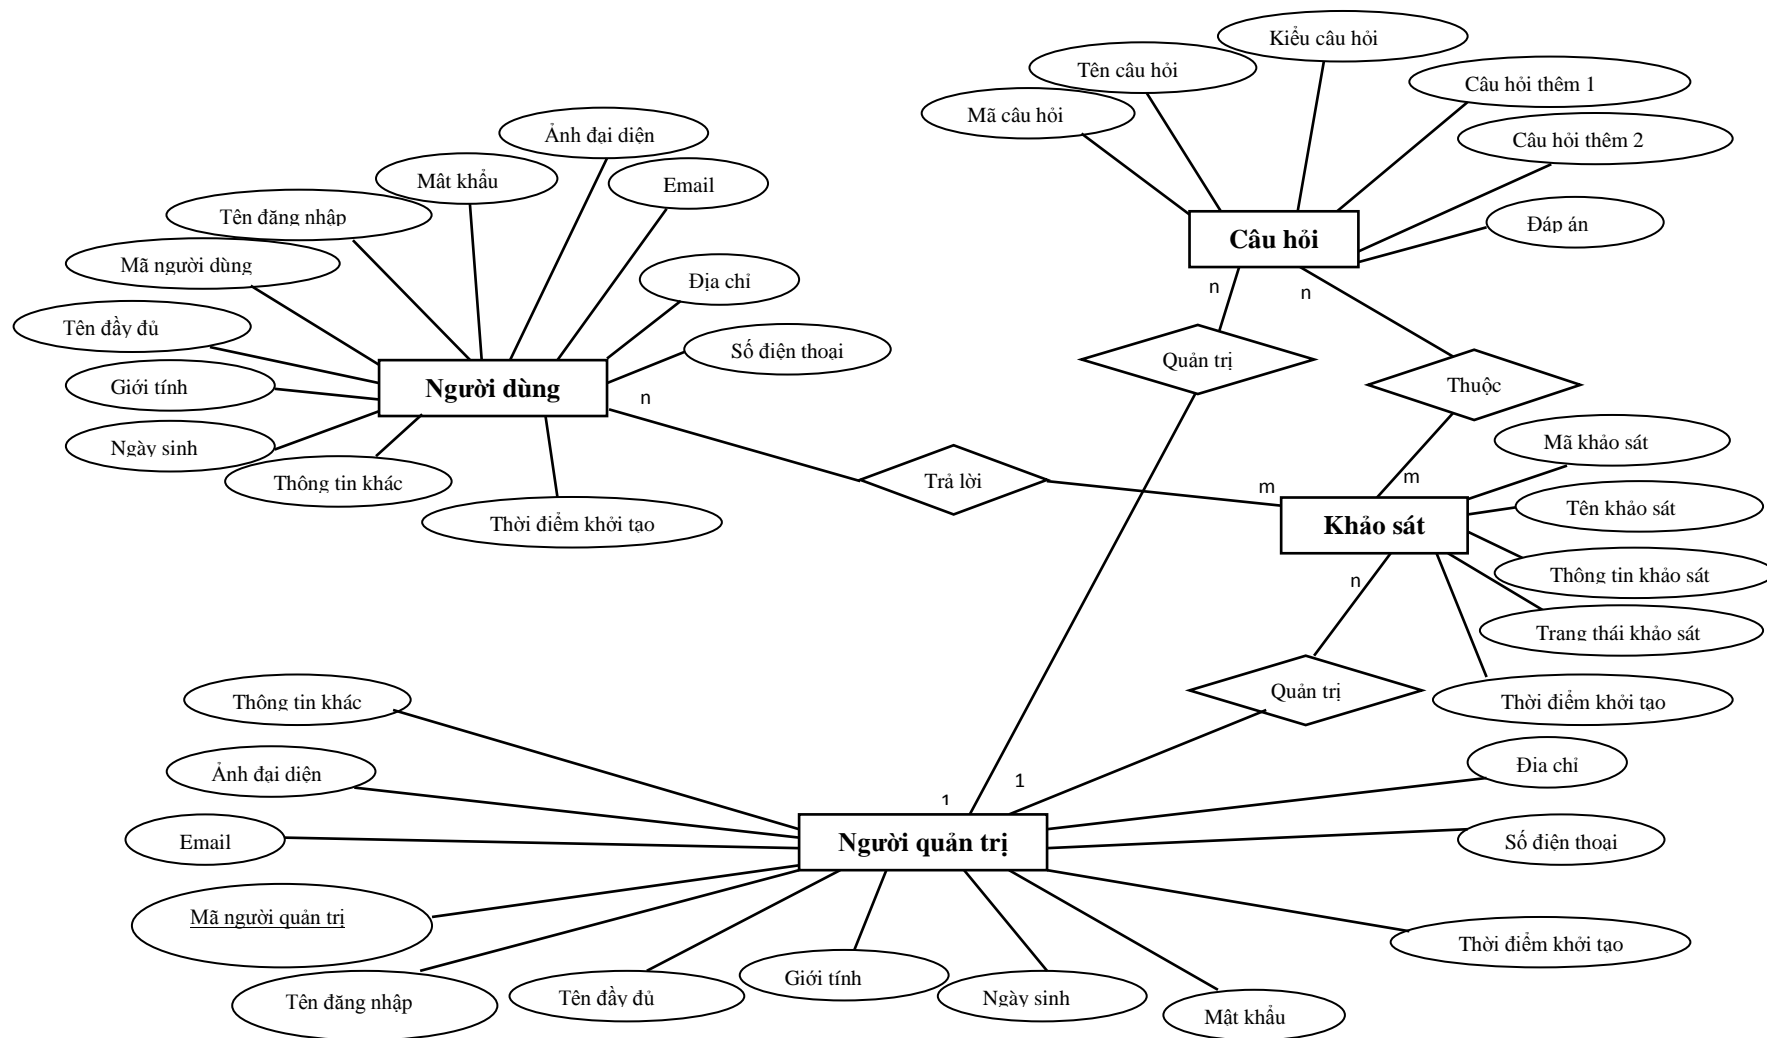 Kiểu câu hỏi
Tên câu hỏi
Câu hỏi thêm 1
Mã câu hỏi
Câu hỏi thêm 2
Đáp án
Câu hỏi
n
n
Ảnh đại diện
Mât khẩu
Email
Tên đăng nhập
Mã người dùng
Địa chỉ
Tên đầy đủ
Số điện thoại
Giới tính
Người dùng
n
Ngày sinh
Thông tin khác
Thời điểm khởi tạo
Quản trị
Thuộc
Trả lời
m
m
Mã khảo sát
Tên khảo sát
Khảo sát
Thông tin khảo sát
Trang thái khảo sát
Thời điểm khởi tạo
n
Quản trị
1
1
Thông tin khác
Ảnh đại diện
Email
Người quản trị
Đia chỉ
Số điện thoại
Mã người quản trị
Thời điểm khởi tạo
Tên đăng nhập
Tên đầy đủ
Giới tính
Ngày sinh
Mật khẩu